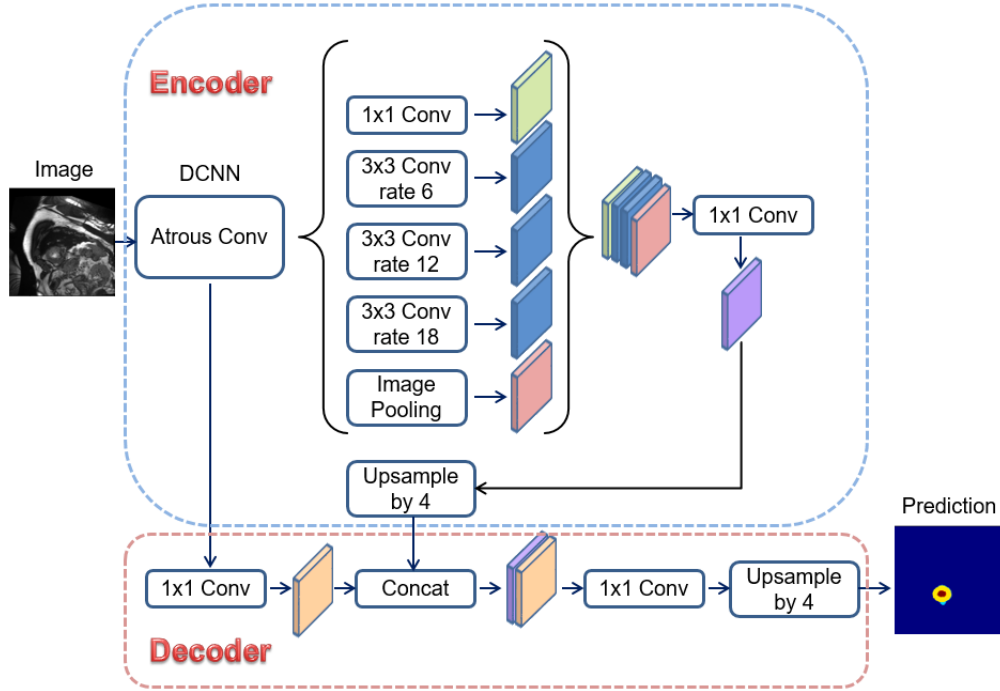 Encoder
Image
DCNN
Atrous Conv
1x1 Conv
3x3 Conv
rate 6
3x3 Conv
rate 12
3x3 Conv
rate 18
Image
Pooling
1x1 Conv
Upsample
by 4
Prediction
1x1 Conv
Concat
1x1 Conv
Upsample
by 4
Decoder